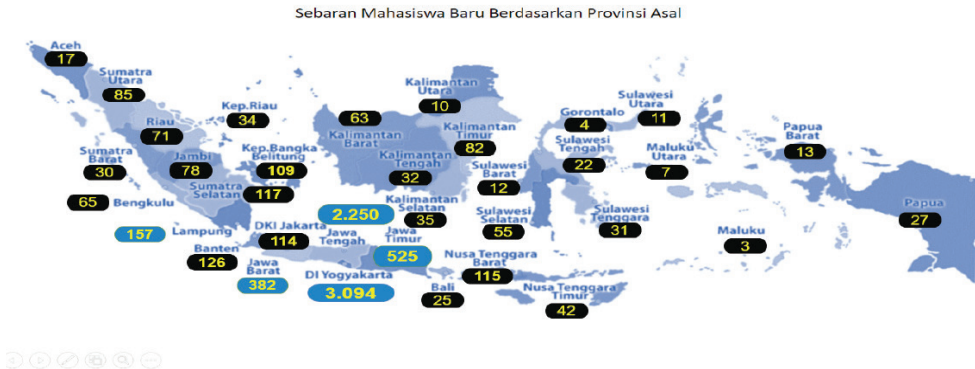 Sebaran Mahasiswa Baru Berdasarkan Provinsi Asal
Aceh
17
Sumatra
Utara
85
Riau
71
Kep.Riau
34
Sumatra
Barat
30
Jambi
78
Kep.Bangka
Belitung
109
Sumatra
Selatan
117
65
Bengkulu
157
Lampung
Banten
126
DKI Jakarta
114
Jawa
Barat
382
2.250
Jawa
Tengah
DI Yogyakarta
3.094
Jawa
Timur
525
Bali
25
63
Kalimantan
Barat
Kalimantan
Utara
10
Kalimantan
Timur
82
Kalimantan
Tengah
32
Kalimantan
Selatan
35
Gorontalo
4
Sulawesi
Utara
11
Sulawesi
Tengah
22
Sulawesi
Barat
12
Sulawesi
Selatan
55
Sulawesi
Tenggara
31
Nusa Tenggara
Barat
115
Nusa Tenggara
Timur
42
Maluku
Utara
7
Maluku
3
Papua
Barat
13
Papua
27